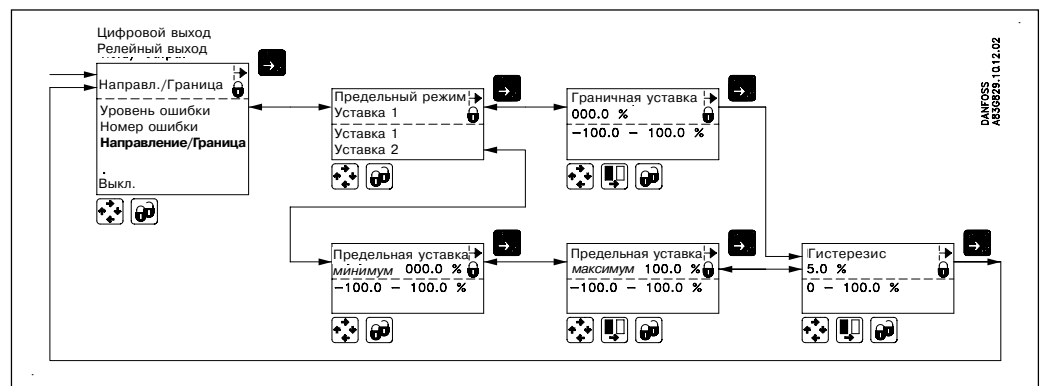 Цифровой выход
Релейный выход
Направл./Граница
Уровень ошибки
Номер ошибки
Направление/Граница
Выкл.
Предельный режим
Уставка 1
Уставка 1
Уставка 2
Граничная уставка
000.0 %
−100.0 − 100.0 %
Предельная уставка
минимум 000.0 %
−100.0 − 100.0 %
Предельная уставка
максимум 100.0 %
−100.0 − 100.0 %
Гистерезис
5.0 %
0 − 100.0 %
DANFOSS
A83GB29.10.12.02